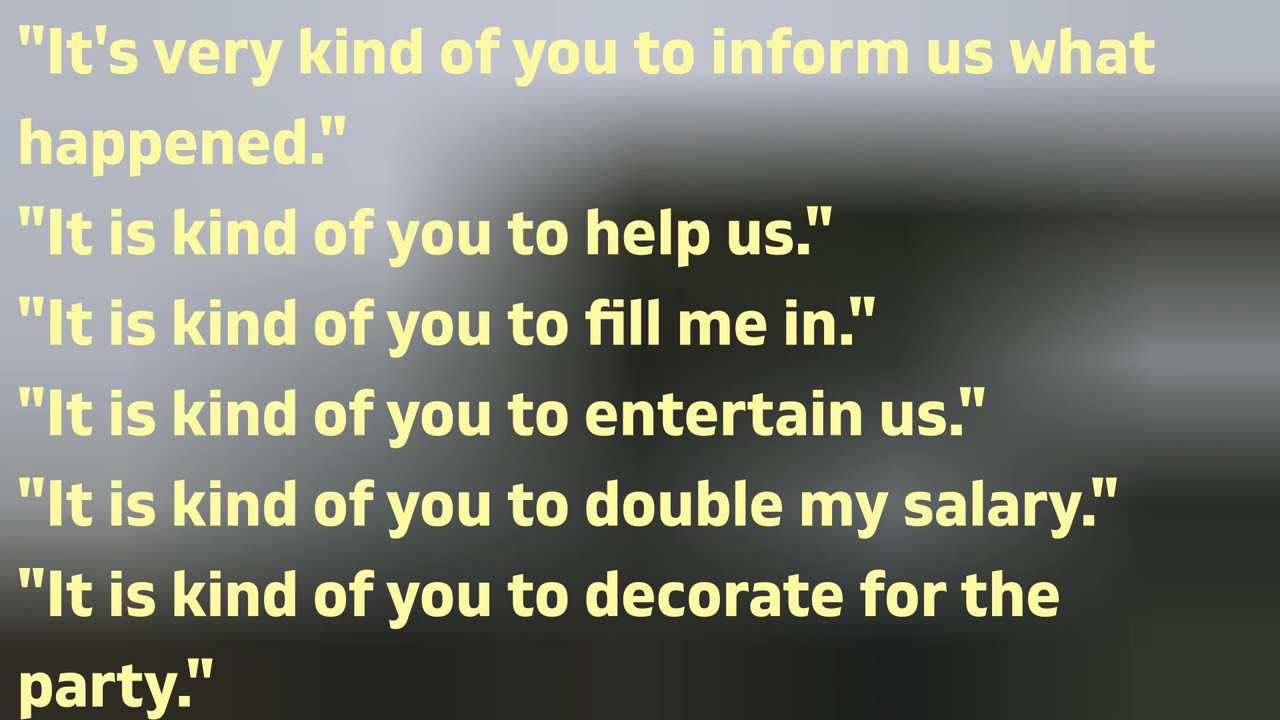 "It's very kind of you to inform us what
happened."
"It is kind of you to help us."
"It is kind of you to fill me in."
"It is kind of you to entertain us."
"It is kind of you to double my salary."
"It is kind of you to decorate for the
party."